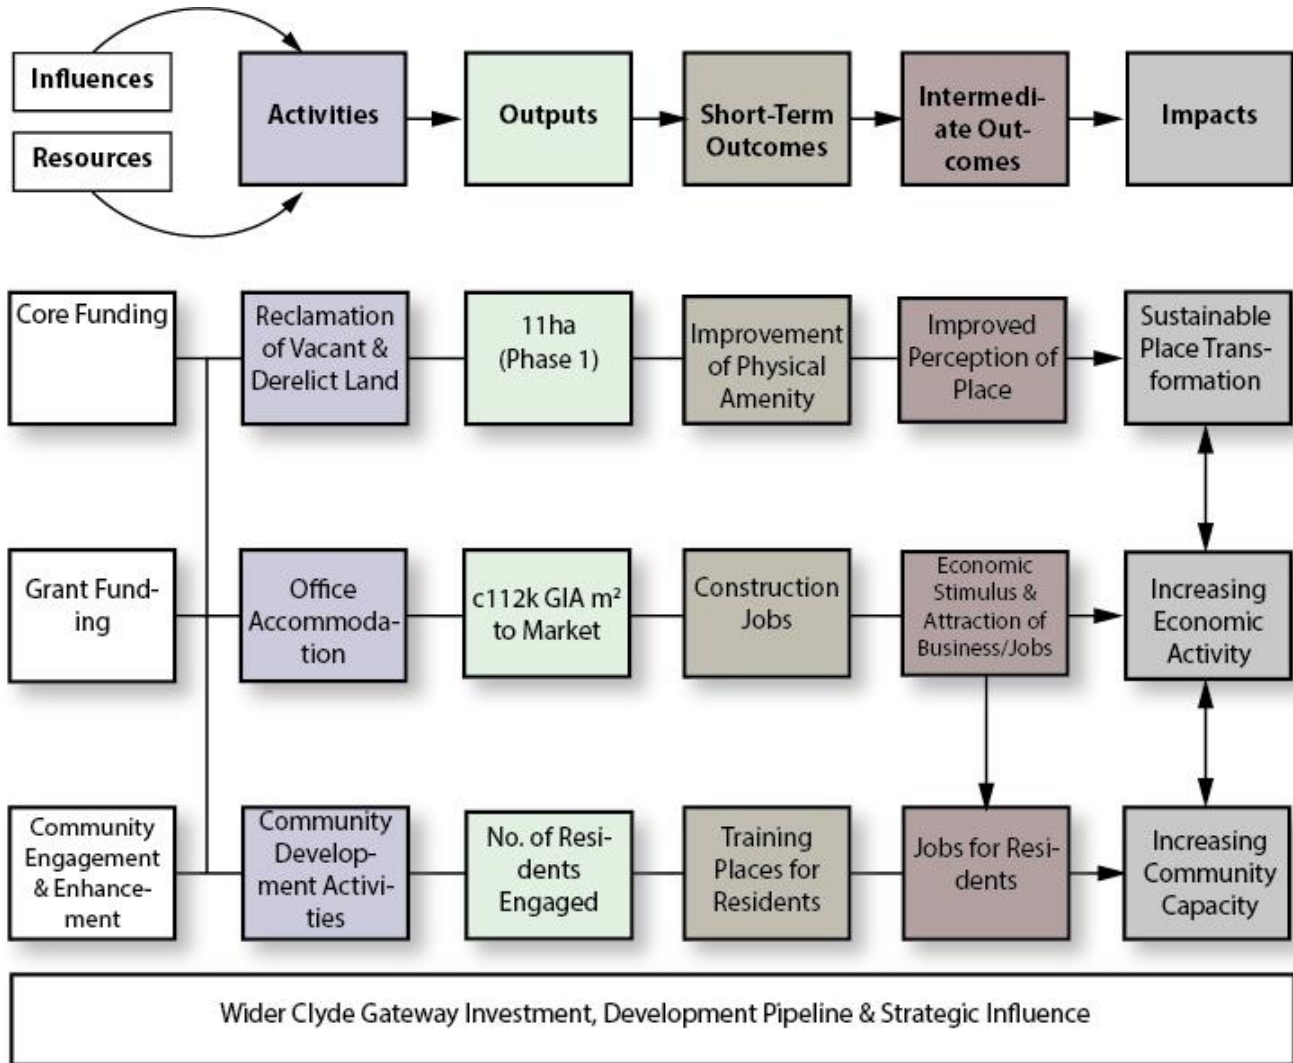 Influences
Resources
Activities
Outputs
Short-Term
Outcomes
Intermedi-
ate Out-
comes
Impacts
Core Funding
Reclamation
of Vacant &
Derelict Land
11ha
(Phase 1)
Improvement
of Physical
Amenity
Improved
Perception of
Place
Sustainable
Place Trans-
formation
Grant Fund-
ing
Office
Accommoda-
tion
c112k GIA m²
to Market
Construction
Jobs
Economic
Stimulus &
Attraction of
Business/Jobs
Increasing
Economic
Activity
Community
Engagement
& Enhance-
ment
Community
Develop-
ment Activi-
ties
No. of Resi-
dents
Engaged
Training
Places for
Residents
Jobs for Resi-
dents
Increasing
Community
Capacity
Wider Clyde Gateway Investment, Development Pipeline & Strategic Influence